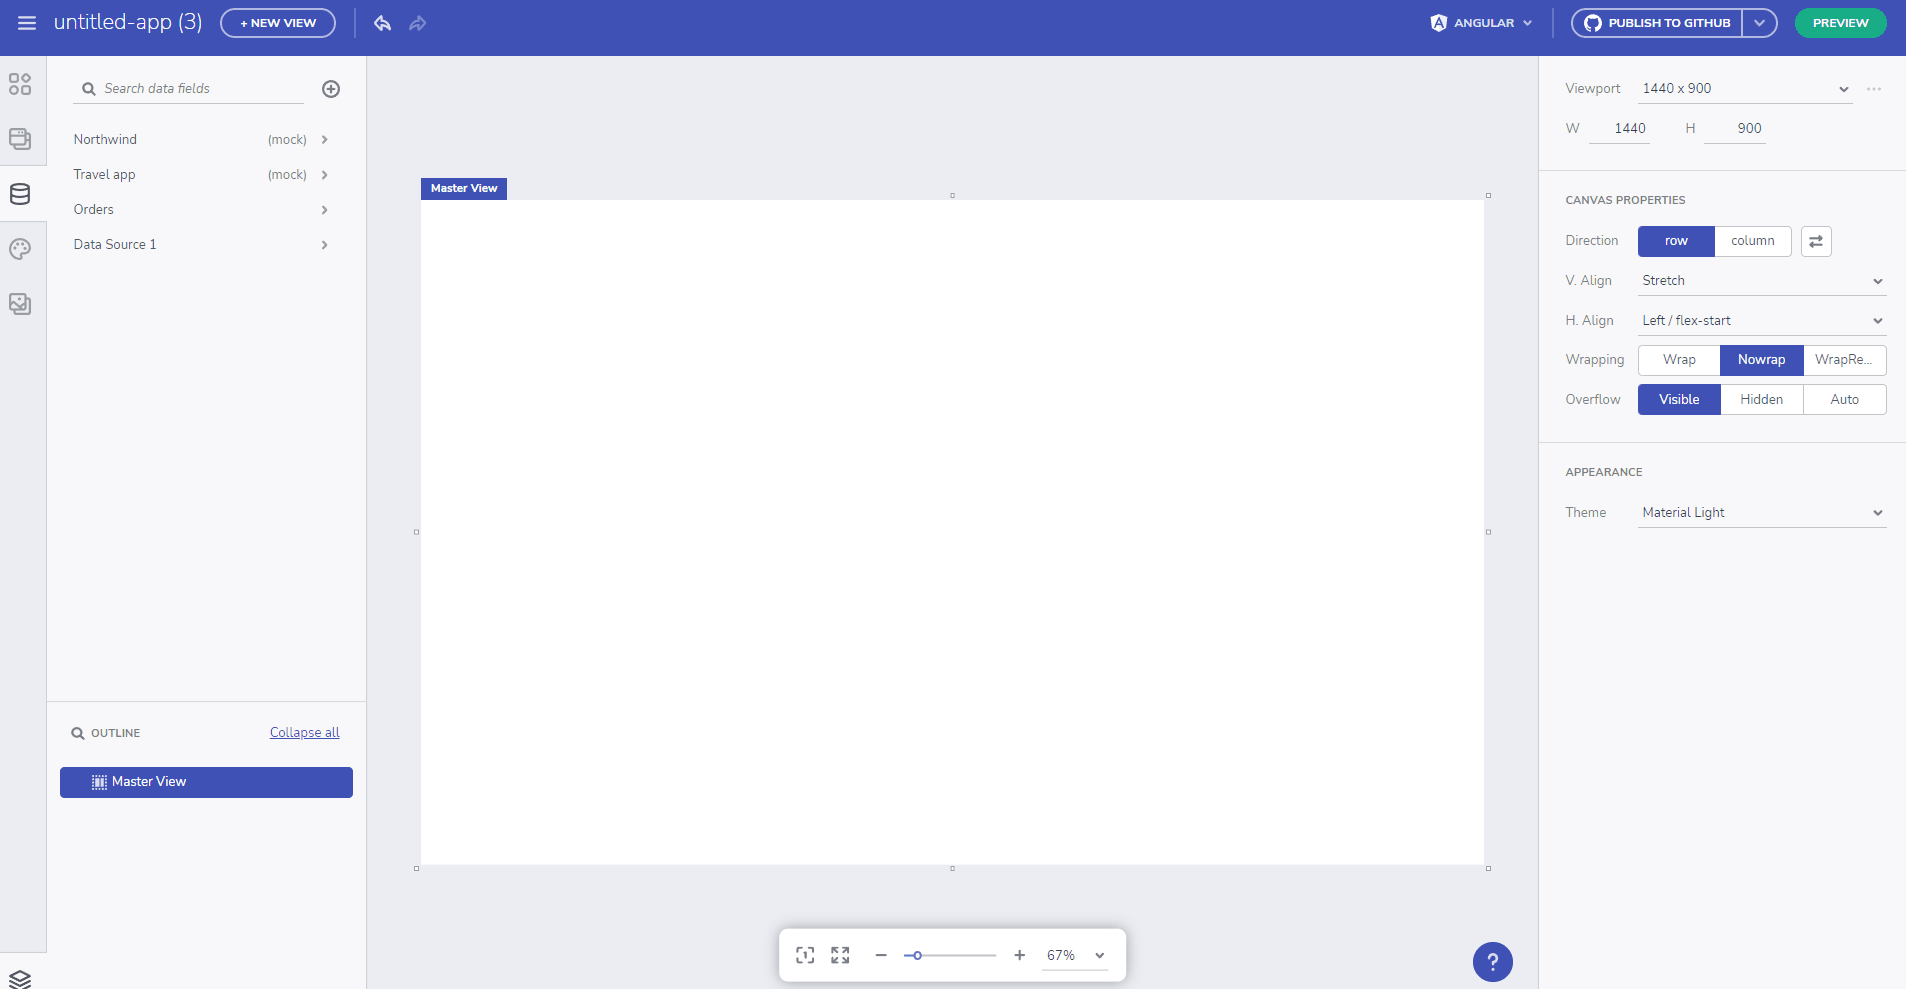 untitled-app (3)
+ NEW VIEW
ANGULAR
PUBLISH TO GITHUB
PREVIEW
Search data fields
Northwind (mock)
Travel app (mock)
Orders
Data Source 1
OUTLINE
Collapse all
Master View
Master View
1
67%
?
Viewport 1440 x 900
W 1440 H 900
CANVAS PROPERTIES
Direction row column
V. Align Stretch
H. Align Left / flex-start
Wrapping Wrap Nowrap WrapRe...
Overflow Visible Hidden Auto
APPEARANCE
Theme Material Light